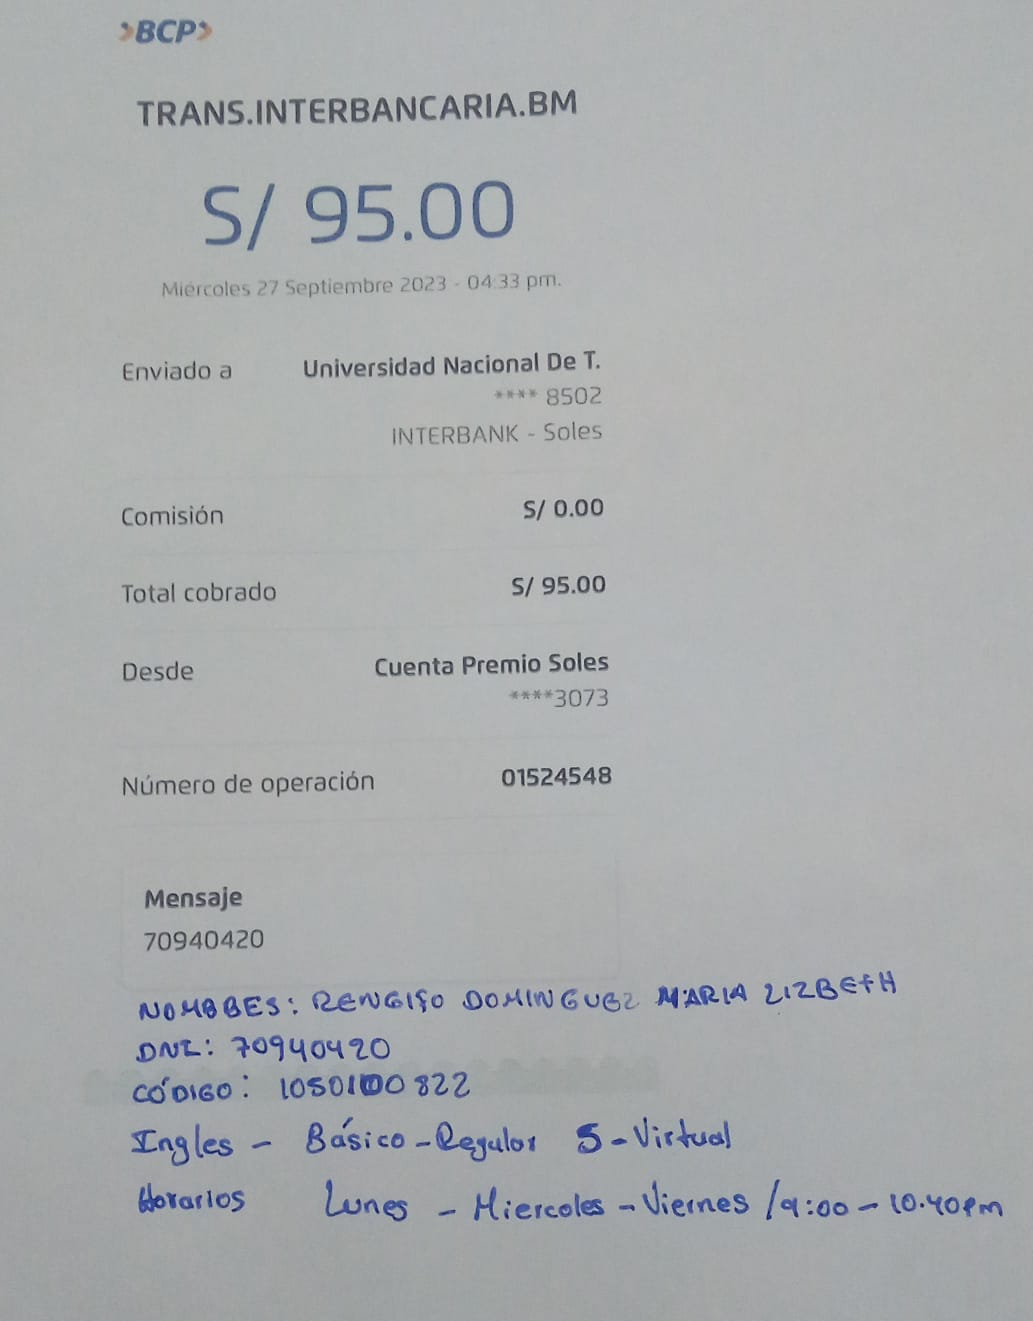 BCP
TRANS.INTERBANCARIA.BM
S/ 95.00
Miércoles 27 Septiembre 2023 - 04:33 pm.
Enviado a Universidad Nacional De T.
**** 8502
INTERBANK - Soles
Comisión S/ 0.00
Total cobrado S/ 95.00
Desde Cuenta Premio Soles
****3073
Número de operación 01524548
Mensaje
70940420
NOMBBES: RENGIFO DOMINGUEZ MARIA LIZBETH
DNI: 70940420
CÓDIGO: 1050100822
Ingles - Básico - Regular 5 - Virtual
Horarios Lunes - Miercoles - Viernes / 9:00 - 10.40pm